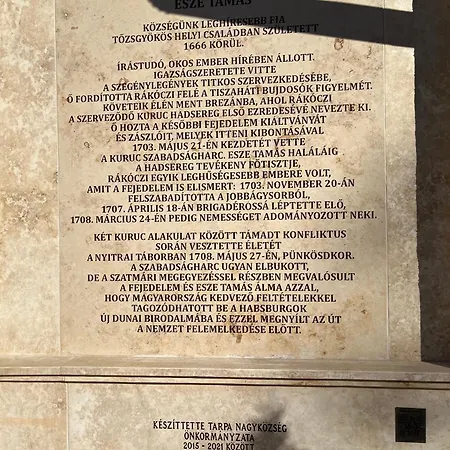 ESZE TAMÁS
KÖZSÉGÜNK LEGHÍRESEBB FIA
TŐZSGYÖKÖS HELYI CSALÁDBAN SZÜLETETT
1666 KÖRÜL.
ÍRÁSTUDÓ, OKOS EMBER HÍRÉBEN ÁLLOTT.
IGAZSÁGSZERETETE VITTE
A SZEGÉNYLEGÉNYEK TITKOS SZERVEZKEDÉSÉBE,
Ő FORDÍTOTTA RÁKÓCZI FELÉ A TISZAHÁTI BUJDOSÓK FIGYELMÉT.
KÖVETEIK ÉLÉN MENT BREZÁNBA, AHOL RÁKÓCZI
A SZERVEZŐDŐ KURUC HADSEREG ELSŐ EZREDESÉVÉ NEVEZTE KI.
Ő HOZTA A KÉSŐBBI FEJEDELEM KIÁLTVÁNYÁT
ÉS ZÁSZLÓIT, MELYEK ITTENI KIBONTÁSÁVAL
1703. MÁJUS 21-ÉN KEZDETÉT VETTE
A KURUC SZABADSÁGHARC. ESZE TAMÁS HALÁLÁIG
A HADSEREG TEVÉKENY FŐTISZTJE,
RÁKÓCZI EGYIK LEGHŰSÉGESEBB EMBERE VOLT,
AMIT A FEJEDELEM IS ELISMERT: 1703. NOVEMBER 20-ÁN
FELSZABADÍTOTTA A JOBBÁGYSORBÓL,
1707. ÁPRILIS 18-ÁN BRIGADÉROSSÁ LÉPTETTE ELŐ,
1708. MÁRCIUS 24-ÉN PEDIG NEMESSÉGET ADOMÁNYOZOTT NEKI.
KÉT KURUC ALAKULAT KÖZÖTT TÁMADT KONFLIKTUS
SORÁN VESZTETTE ÉLETÉT
A NYITRAI TÁBORBAN 1708. MÁJUS 27-ÉN, PÜNKÖSDKOR.
A SZABADSÁGHARC UGYAN ELBUKOTT,
DE A SZATMÁRI MEGEGYEZÉSSEL RÉSZBEN MEGVALÓSULT
A FEJEDELEM ÉS ESZE TAMÁS ÁLMA AZZAL,
HOGY MAGYARORSZÁG KEDVEZŐ FELTÉTELEKKEL
TAGOZÓDHATOTT BE A HABSBURGOK
ÚJ DUNAI BIRODALMÁBA ÉS EZZEL MEGNYÍLT AZ ÚT
A NEMZET FELEMELKEDÉSE ELŐTT.
KÉSZÍTTETTE TARPA NAGYKÖZSÉG
ÖNKORMÁNYZATA
2015 - 2021 KÖZÖTT